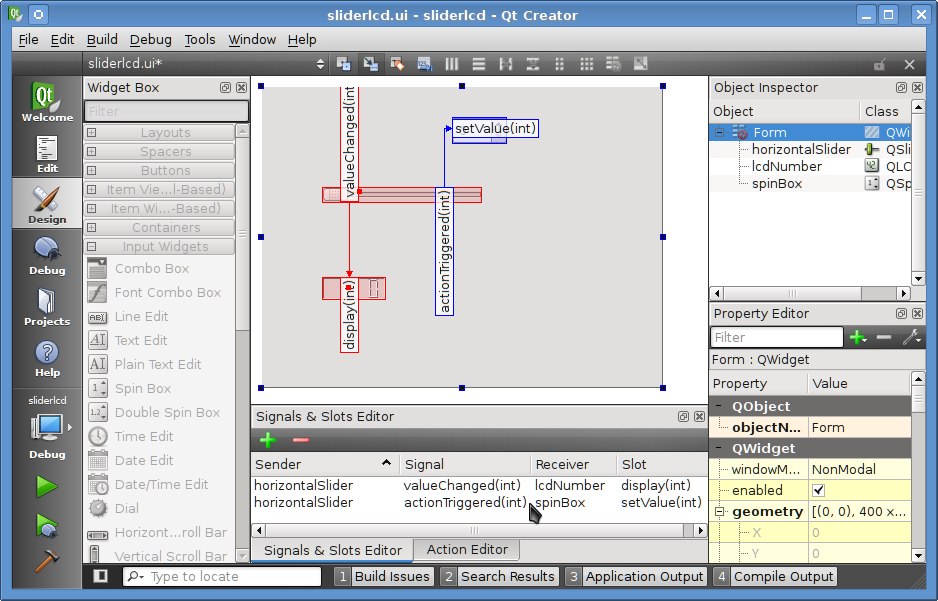 sliderlcd.ui - sliderlcd - Qt Creator
File Edit Build Debug Tools Window Help
sliderlcd.ui*
Qt
Welcome
Edit
Design
Debug
Projects
Help
sliderlcd
Debug
Widget Box
Filter
Layouts
Spacers
Buttons
Item Vie...l-Based)
Item Wi...-Based)
Containers
Input Widgets
Combo Box
Font Combo Box
Line Edit
Text Edit
Plain Text Edit
Spin Box
Double Spin Box
Time Edit
Date Edit
Date/Time Edit
Dial
Horizont...roll Bar
Vertical Scroll Bar
valueChanged(int
setValue(int)
actionTriggered(int)
display(int)
Signals & Slots Editor
Sender Signal Receiver Slot
horizontalSlider valueChanged(int) lcdNumber display(int)
horizontalSlider actionTriggered(int) spinBox setValue(int)
Signals & Slots Editor Action Editor
Object Inspector
Object Class
Form QWi
horizontalSlider QSli
lcdNumber QLC
spinBox QSp
Property Editor
Filter
Form : QWidget
Property Value
QObject
objectN... Form
QWidget
windowM... NonModal
enabled
geometry [(0, 0), 400 x...
X 0
Y 0
Type to locate
1 Build Issues 2 Search Results 3 Application Output 4 Compile Output